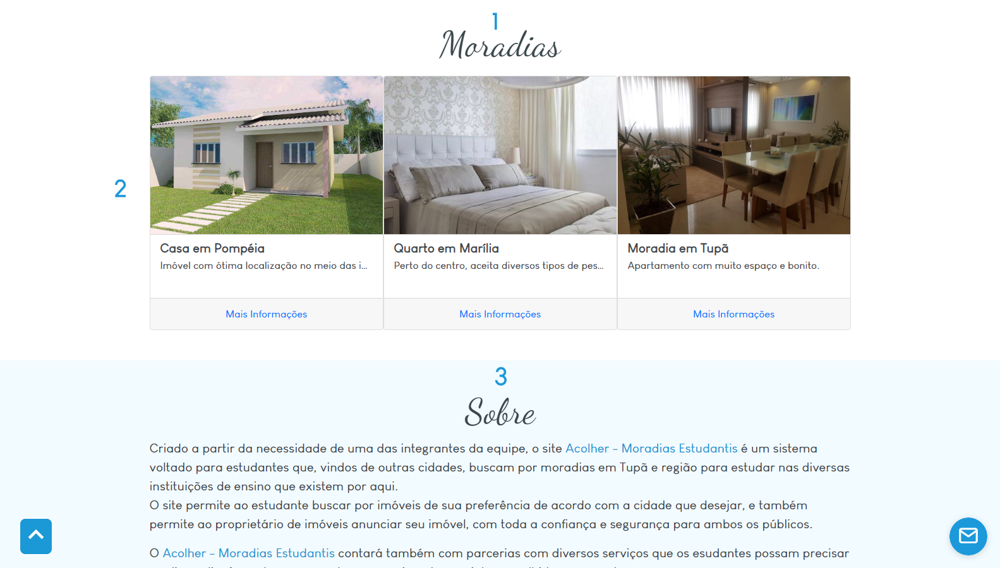 1
Moradias
2
Casa em Pompéia
Imóvel com ótima localização no meio das i...
Mais Informações
Quarto em Marília
Perto do centro, aceita diversos tipos de pes...
Mais Informações
Moradia em Tupã
Apartamento com muito espaço e bonito.
Mais Informações
3
Sobre
Criado a partir da necessidade de uma das integrantes da equipe, o site Acolher – Moradias Estudantis é um sistema
voltado para estudantes que, vindos de outras cidades, buscam por moradias em Tupã e região para estudar nas diversas
instituições de ensino que existem por aqui.
O site permite ao estudante buscar por imóveis de sua preferência de acordo com a cidade que desejar, e também
permite ao proprietário de imóveis anunciar seu imóvel, com toda a confiança e segurança para ambos os públicos.
O Acolher – Moradias Estudantis contará também com parcerias com diversos serviços que os esudantes possam precisar